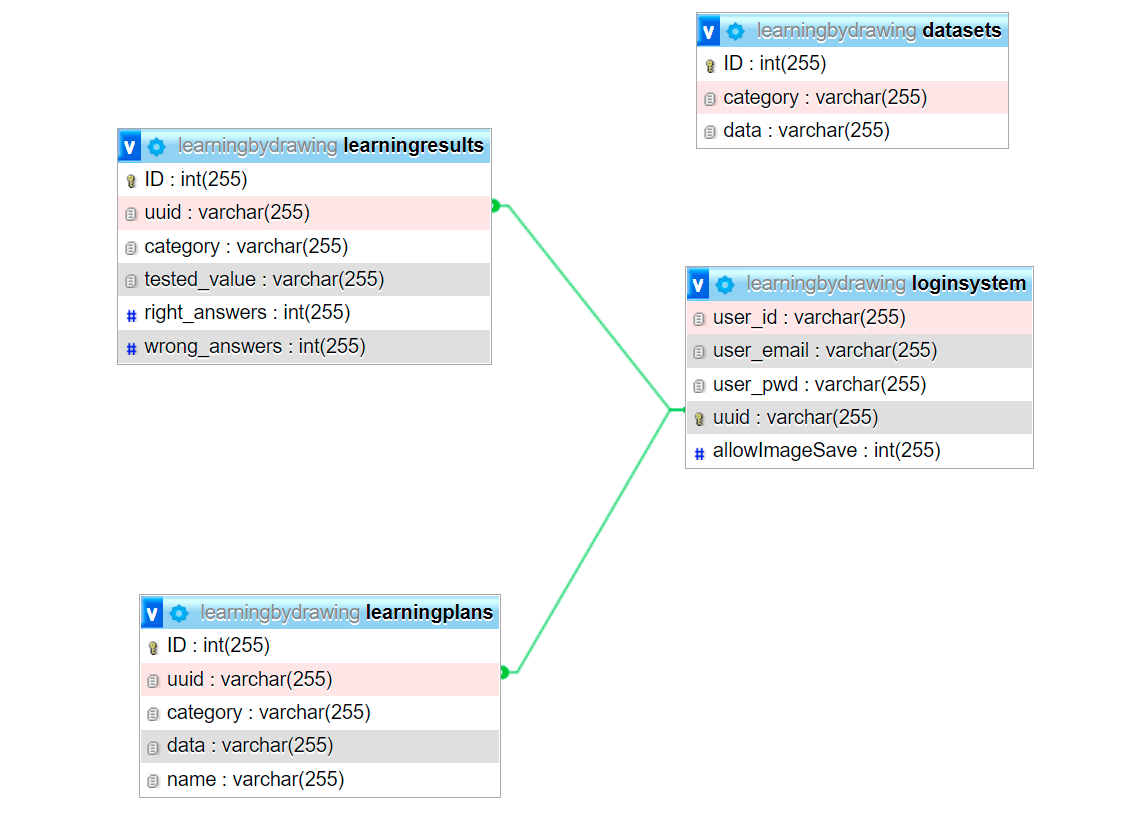 v learningbydrawing datasets
ID : int(255)
category : varchar(255)
data : varchar(255)
v learningbydrawing learningresults
ID : int(255)
uuid : varchar(255)
category : varchar(255)
tested_value : varchar(255)
# right_answers : int(255)
# wrong_answers : int(255)
v learningbydrawing loginsystem
user_id : varchar(255)
user_email : varchar(255)
user_pwd : varchar(255)
uuid : varchar(255)
# allowImageSave : int(255)
v learningbydrawing learningplans
ID : int(255)
uuid : varchar(255)
category : varchar(255)
data : varchar(255)
name : varchar(255)